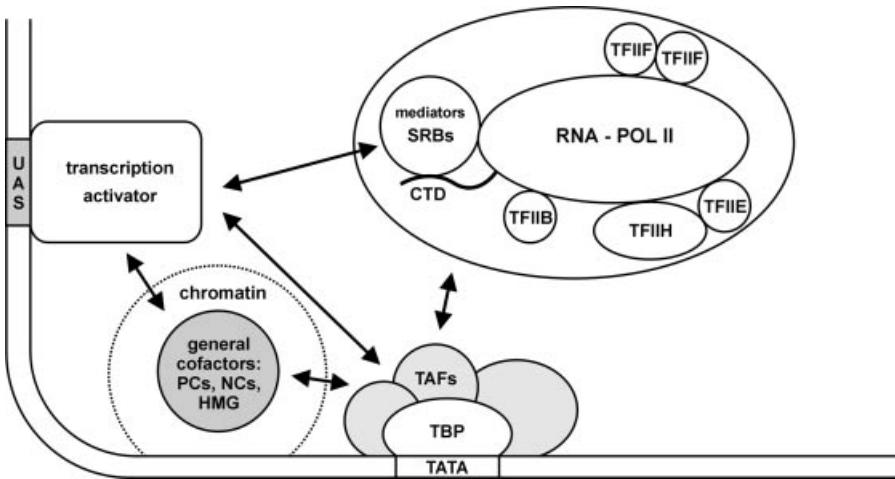 TFIIF
TFIIF
mediators
SRBs
RNA - POL II
CTD
TFIIB
TFIIH
TFIIE
UAS
transcription
activator
chromatin
general
cofactors:
PCs, NCs,
HMG
TAFs
TBP
TATA